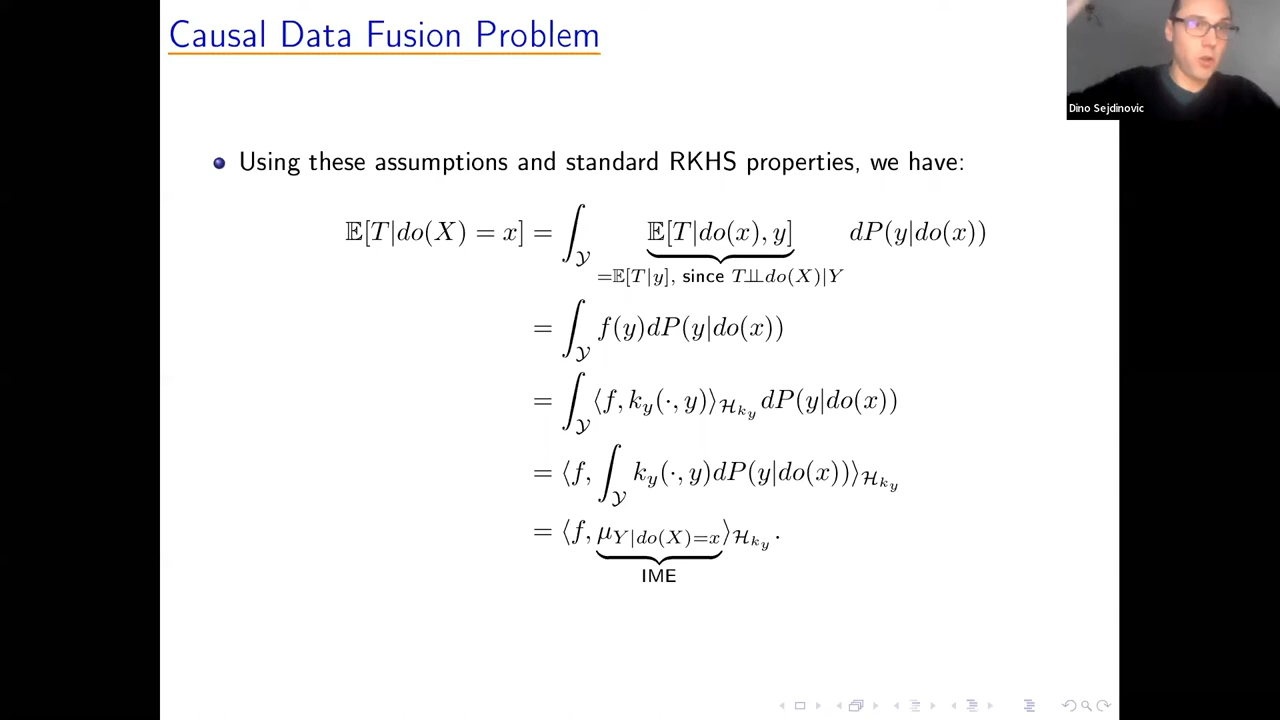 Causal Data Fusion Problem
Dino Sejdinovic
Using these assumptions and standard RKHS properties, we have:
𝔼[T|do(X) = x] = ∫_𝒴 𝔼[T|do(x), y] dP(y|do(x))
=𝔼[T|y], since T⫫do(X)|Y
= ∫_𝒴 f(y)dP(y|do(x))
= ∫_𝒴 ⟨f, k_y(·, y)⟩_{ℋ_{k_y}} dP(y|do(x))
= ⟨f, ∫_𝒴 k_y(·, y)dP(y|do(x))⟩_{ℋ_{k_y}}
= ⟨f, μ_{Y|do(X)=x}⟩_{ℋ_{k_y}}.
IME